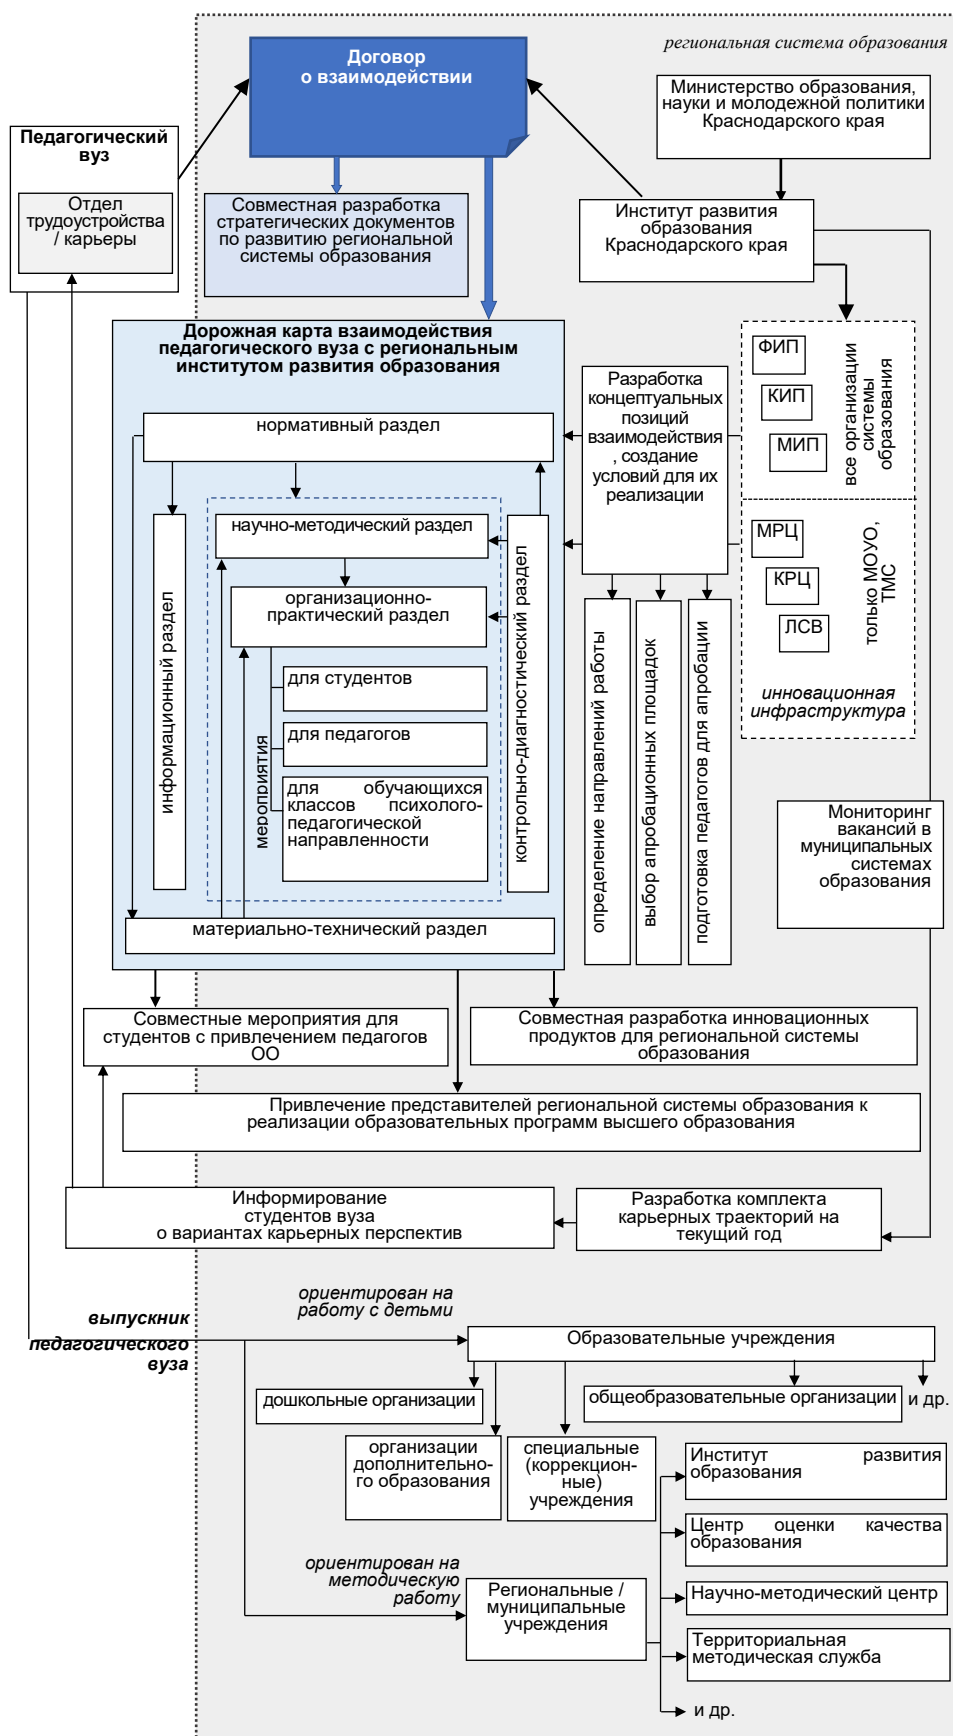 региональная система образования
Договор
о взаимодействии
Министерство образования,
науки и молодежной политики
Краснодарского края
Педагогический
вуз
Отдел
трудоустройства
/ карьеры
Совместная разработка
стратегических документов
по развитию региональной
системы образования
Институт развития
образования
Краснодарского края
Дорожная карта взаимодействия
педагогического вуза с региональным
институтом развития образования
нормативный раздел
информационный раздел
научно-методический раздел
организационно-
практический раздел
мероприятия
для студентов
для педагогов
для обучающихся
классов психолого-
педагогической
направленности
контрольно-диагностический раздел
материально-технический раздел
Разработка
концептуальных
позиций
взаимодействия
, создание
условий для их
реализации
определение направлений работы
выбор апробационных площадок
подготовка педагогов для апробации
ФИП
КИП
МИП
все организации
системы
образования
МРЦ
КРЦ
ЛСВ
только МОУО,
ТМС
инновационная
инфраструктура
Мониторинг
вакансий в
муниципальных
системах
образования
Совместные мероприятия для
студентов с привлечением педагогов
ОО
Совместная разработка инновационных
продуктов для региональной системы
образования
Привлечение представителей региональной системы образования к
реализации образовательных программ высшего образования
Информирование
студентов вуза
о вариантах карьерных перспектив
Разработка комплекта
карьерных траекторий на
текущий год
выпускник
педагогического
вуза
ориентирован на
работу с детьми
Образовательные учреждения
дошкольные организации
общеобразовательные организации
и др.
организации
дополнительно-
го образования
специальные
(коррекцион-
ные)
учреждения
Институт развития
образования
Центр оценки качества
образования
ориентирован на
методическую
работу
Региональные /
муниципальные
учреждения
Научно-методический центр
Территориальная
методическая служба
и др.